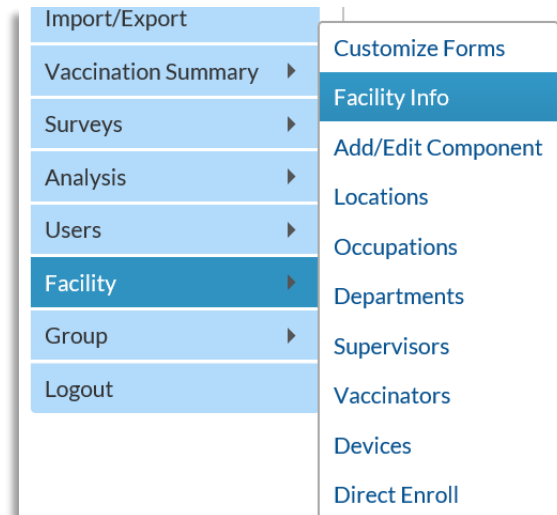 Import/Export
Vaccination Summary
Surveys
Analysis
Users
Facility
Group
Logout
Customize Forms
Facility Info
Add/Edit Component
Locations
Occupations
Departments
Supervisors
Vaccinators
Devices
Direct Enroll